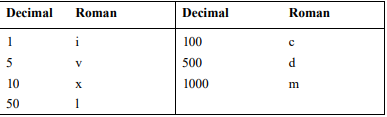 Decimal Roman Decimal Roman
1 i 100 c
5 v 500 d
10 x 1000 m
50 l